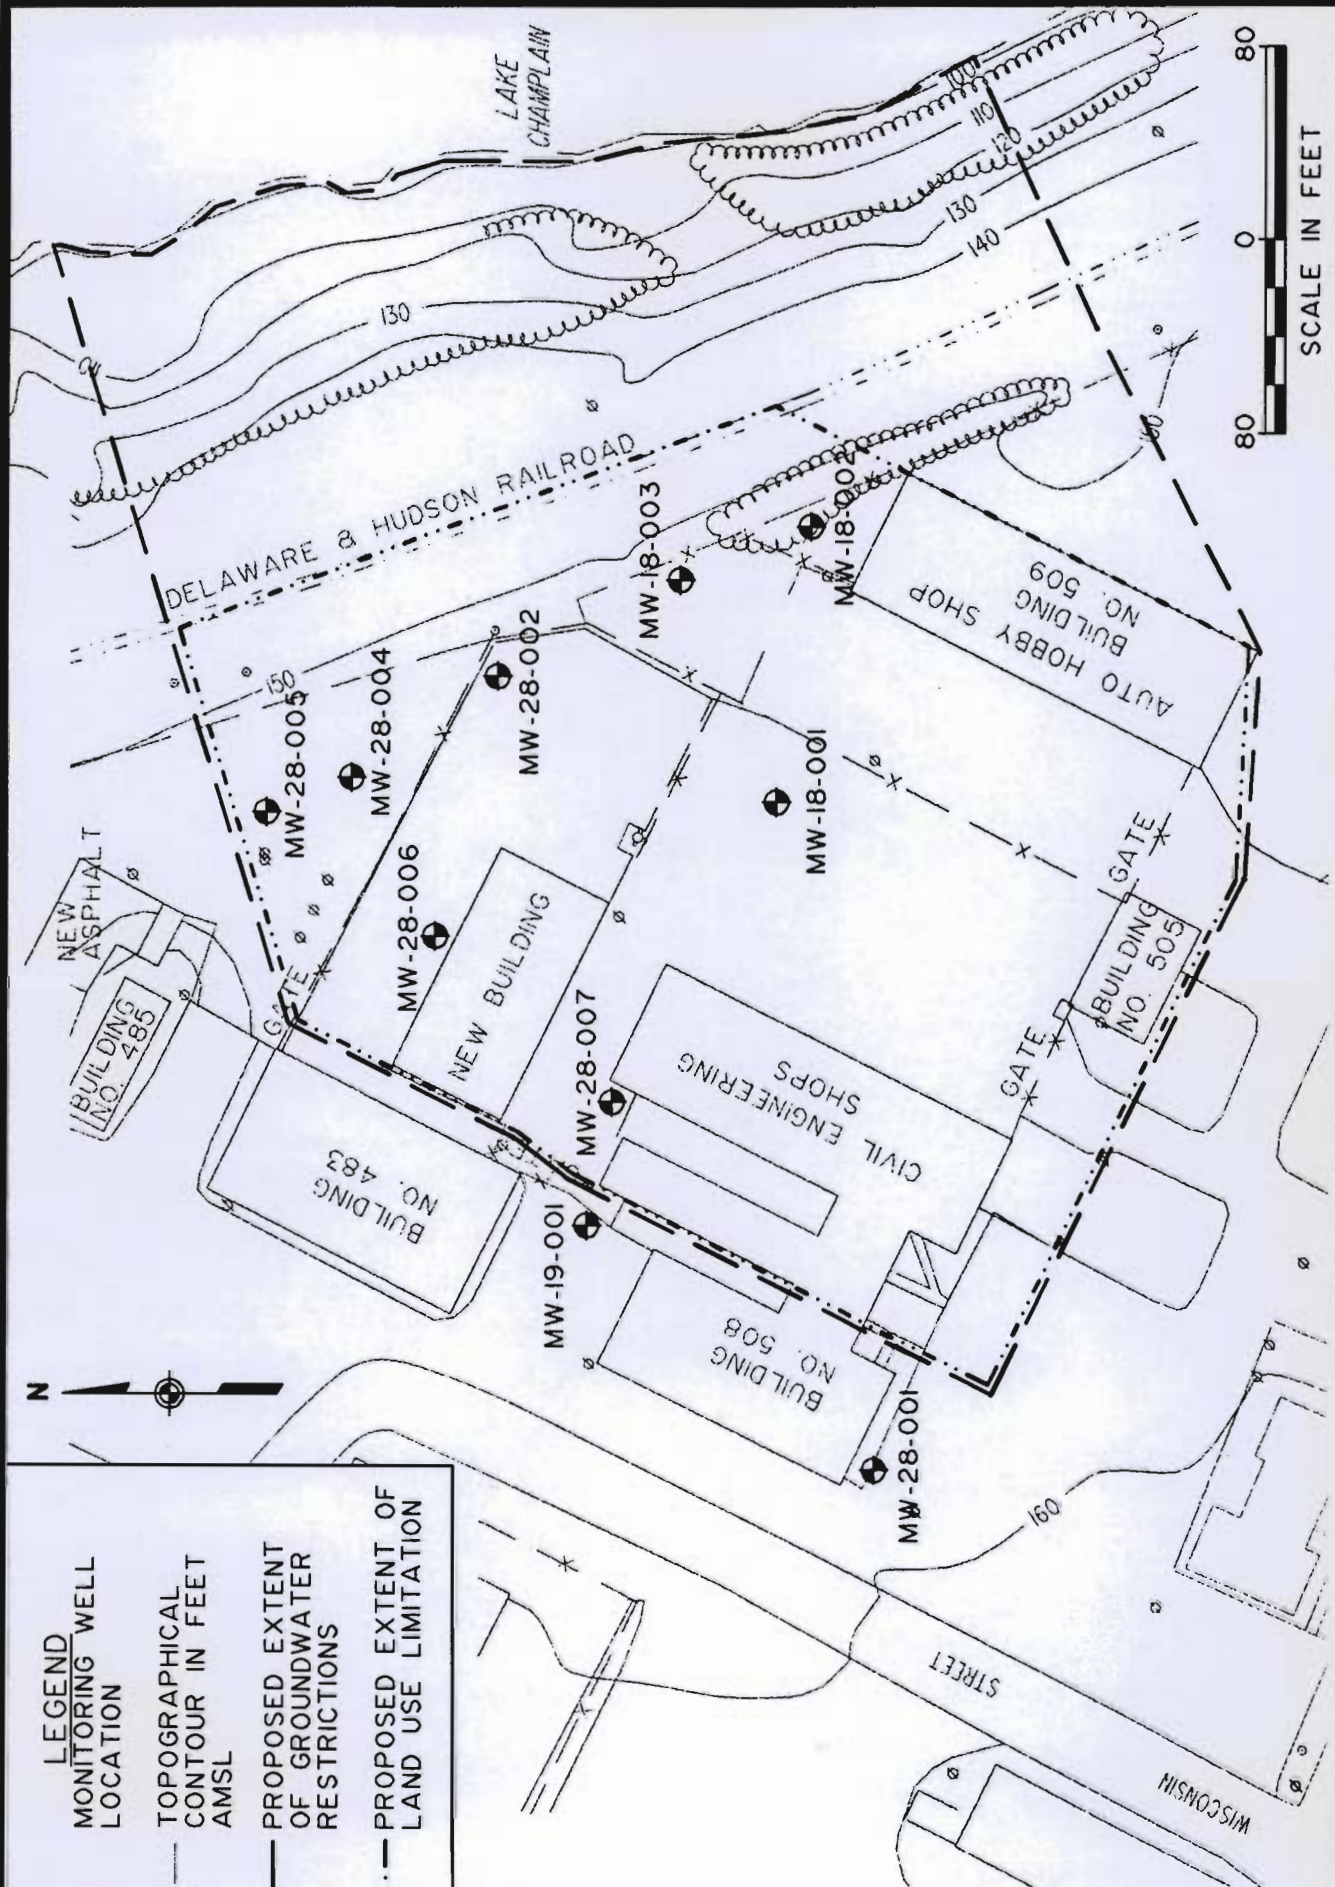 LEGEND
MONITORING WELL
LOCATION
TOPOGRAPHICAL
CONTOUR IN FEET
AMSL
PROPOSED EXTENT
OF GROUNDWATER
RESTRICTIONS
PROPOSED EXTENT OF
LAND USE LIMITATION
N
LAKE
CHAMPLAIN
NEW
ASPHALT
BUILDING
NO. 485
GATE
BUILDING
NO. 483
DELAWARE & HUDSON RAILROAD
MW-28-005
MW-28-004
MW-28-006
MW-28-002
MW-18-003
MW-18-002
MW-18-001
MW-28-007
MW-19-001
MW-28-001
NEW BUILDING
CIVIL ENGINEERING
SHOPS
BUILDING
NO. 508
AUTO HOBBY SHOP
BUILDING
NO.
509
GATE
BUILDING
NO. 505
GATE
WISCONSIN
STREET
100
110
120
130
140
130
150
160
160
80
0
80
SCALE IN FEET